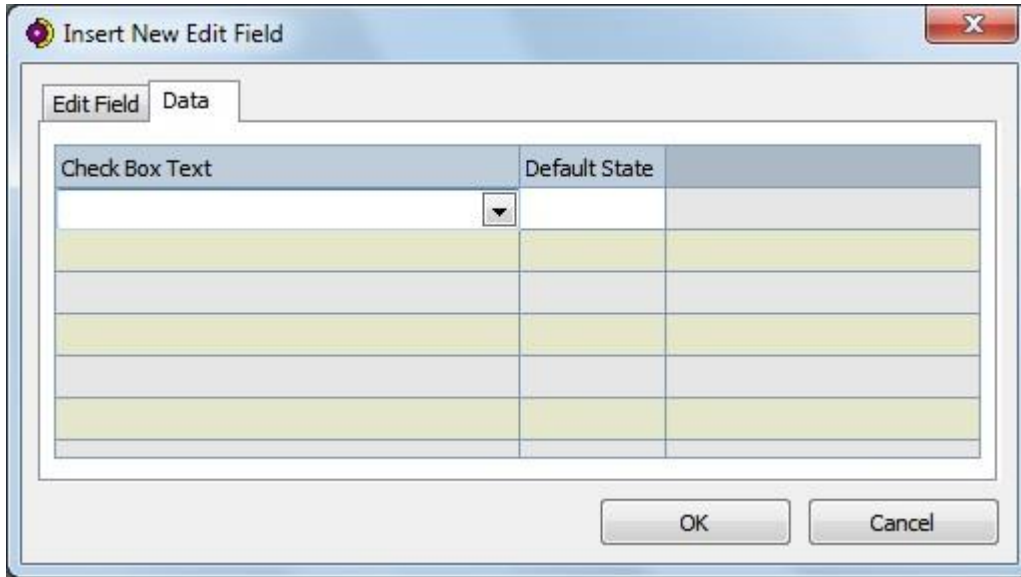 Insert New Edit Field
Edit Field Data
Check Box Text Default State
OK Cancel